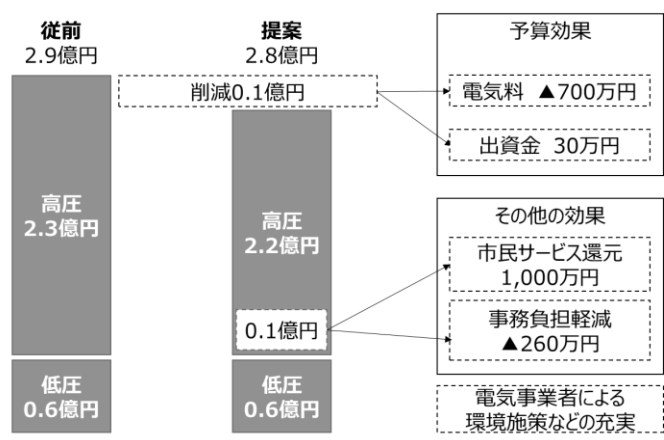 従前
2.9億円
提案
2.8億円
削減0.1億円
高圧
2.3億円
高圧
2.2億円
0.1億円
低圧
0.6億円
低圧
0.6億円
予算効果
電気料 ▲700万円
出資金 30万円
その他の効果
市民サービス還元
1,000万円
事務負担軽減
▲260万円
電気事業者による
環境施策などの充実